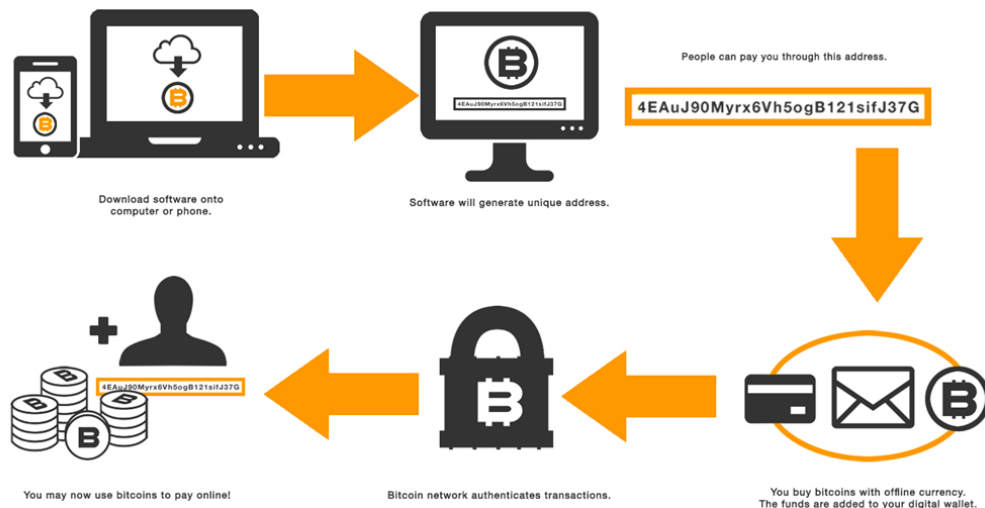 People can pay you through this address.
4EAuJ90Myrx6Vh5ogB121sifJ37G
4EAuJ90Myrx6Vh5ogB121sifJ37G
Download software onto
computer or phone.
Software will generate unique address.
4EAuJ90Myrx6Vh5ogB121sifJ37G
You may now use bitcoins to pay online!
Bitcoin network authenticates transactions.
You buy bitcoins with offline currency.
The funds are added to your digital wallet.